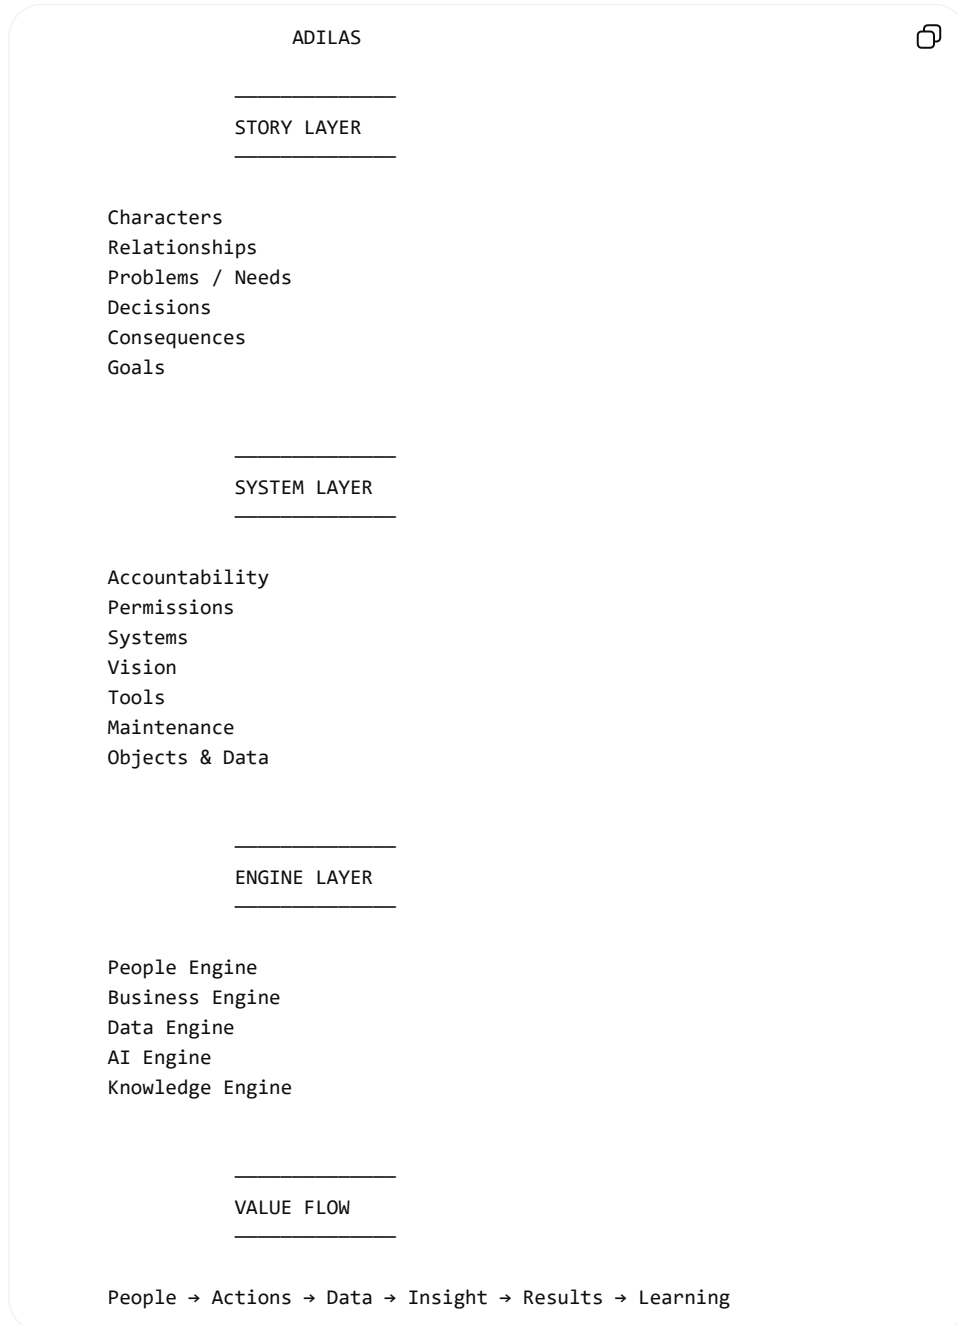 ADILAS
STORY LAYER
Characters
Relationships
Problems / Needs
Decisions
Consequences
Goals
SYSTEM LAYER
Accountability
Permissions
Systems
Vision
Tools
Maintenance
Objects & Data
ENGINE LAYER
People Engine
Business Engine
Data Engine
AI Engine
Knowledge Engine
VALUE FLOW
People → Actions → Data → Insight → Results → Learning